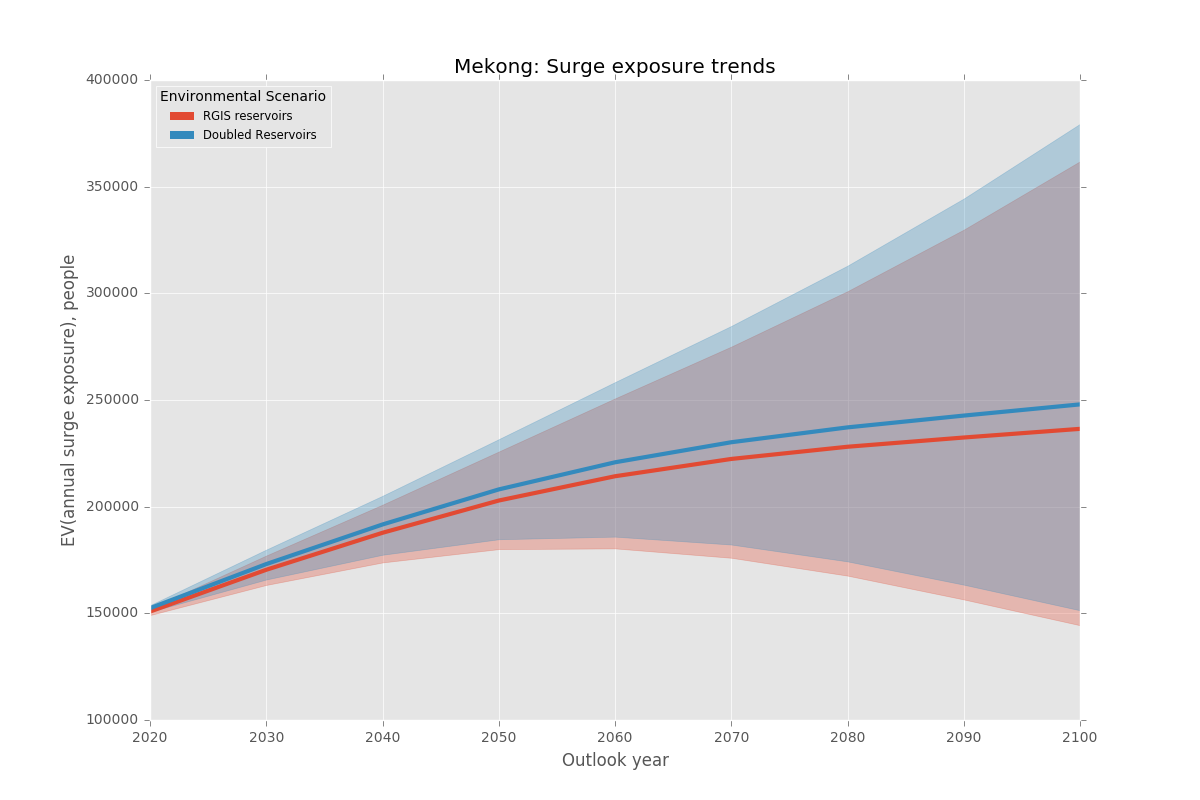 Mekong: Surge exposure trends
Environmental Scenario
RGIS reservoirs
Doubled Reservoirs
EV(annual surge exposure), people
400000
350000
300000
250000
200000
150000
100000
2020 2030 2040 2050 2060 2070 2080 2090 2100
Outlook year